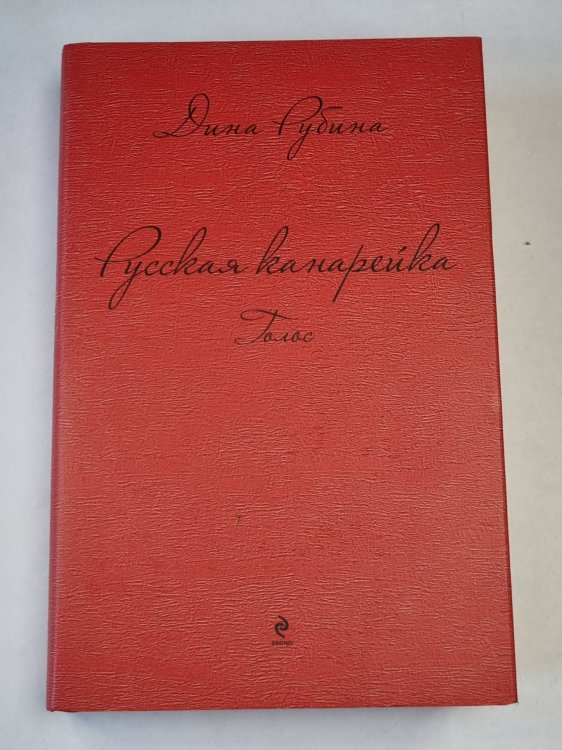 Дина Рубина
Русская канарейка
Голос
ЭКСМО